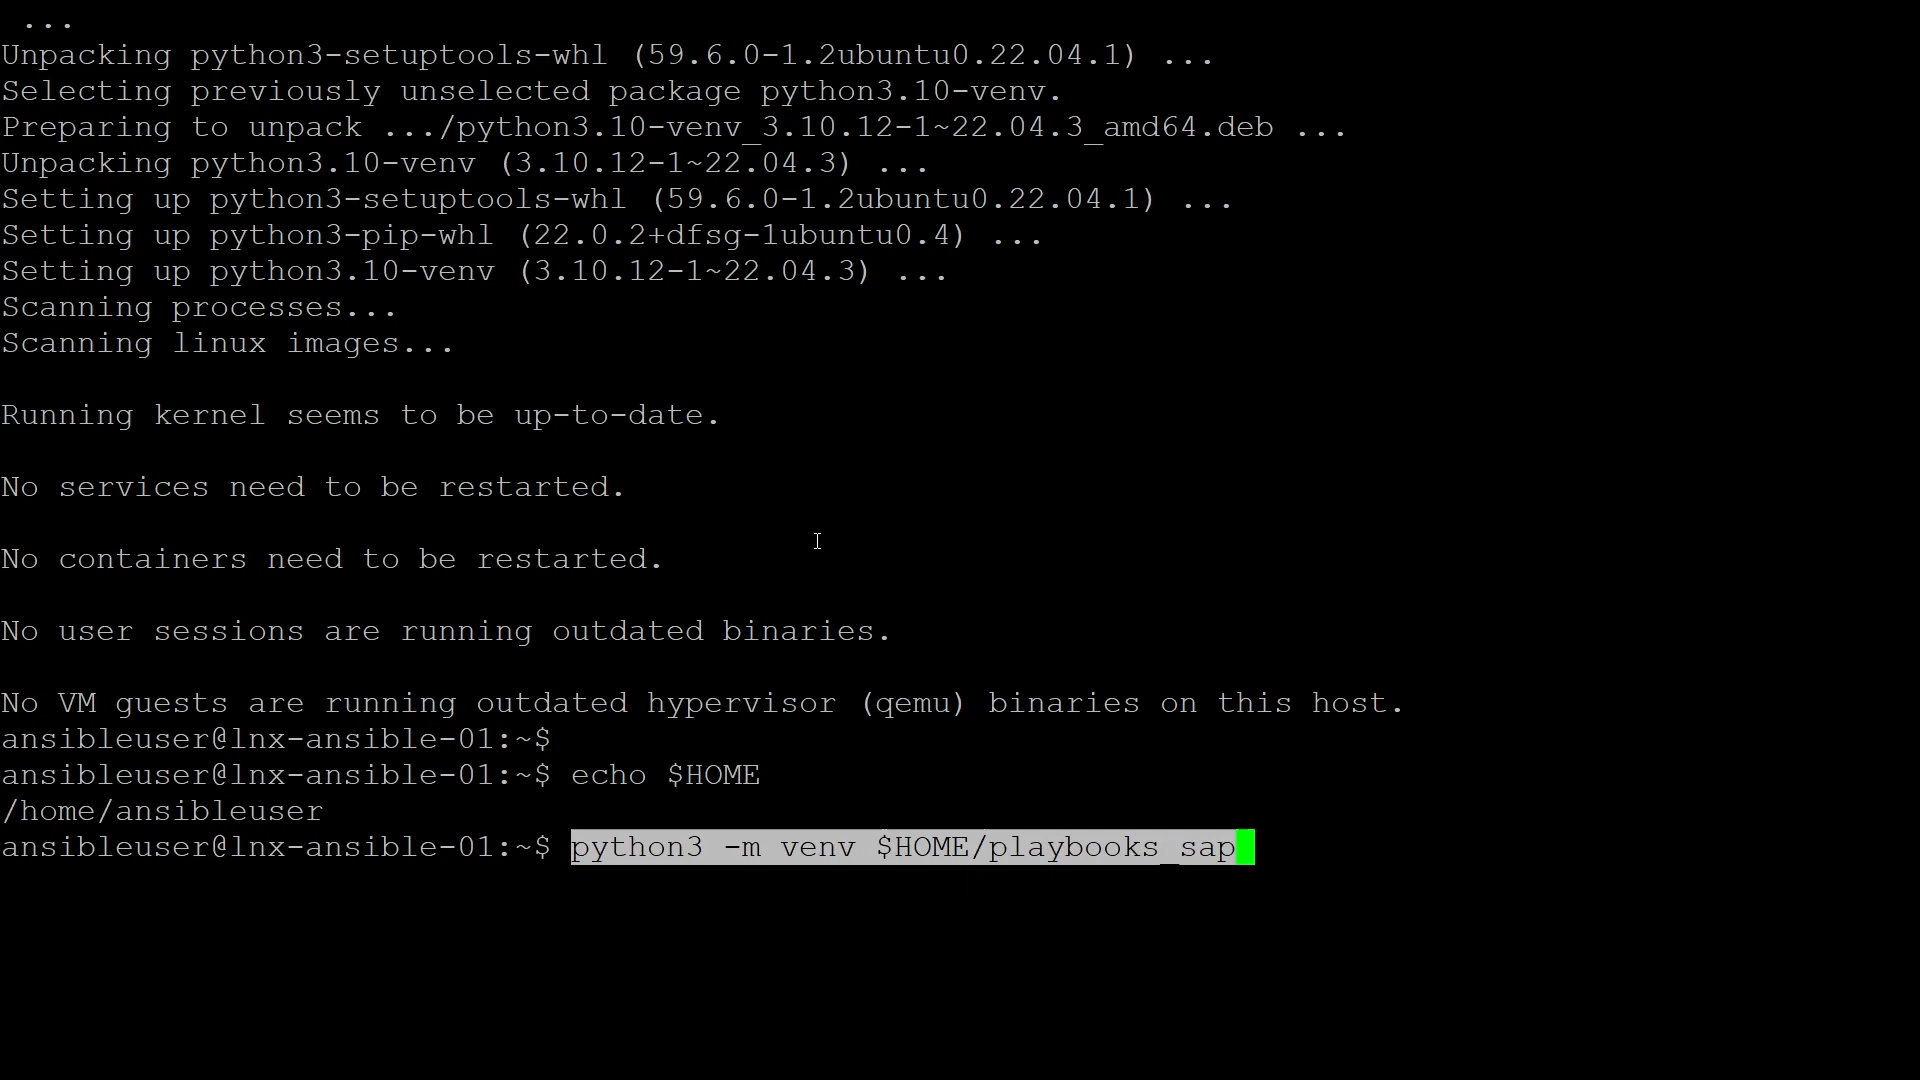 ...
Unpacking python3-setuptools-whl (59.6.0-1.2ubuntu0.22.04.1) ...
Selecting previously unselected package python3.10-venv.
Preparing to unpack .../python3.10-venv_3.10.12-1~22.04.3_amd64.deb ...
Unpacking python3.10-venv (3.10.12-1~22.04.3) ...
Setting up python3-setuptools-whl (59.6.0-1.2ubuntu0.22.04.1) ...
Setting up python3-pip-whl (22.0.2+dfsg-1ubuntu0.4) ...
Setting up python3.10-venv (3.10.12-1~22.04.3) ...
Scanning processes...
Scanning linux images...
Running kernel seems to be up-to-date.
No services need to be restarted.
No containers need to be restarted.
No user sessions are running outdated binaries.
No VM guests are running outdated hypervisor (qemu) binaries on this host.
ansibleuser@lnx-ansible-01:~$
ansibleuser@lnx-ansible-01:~$ echo $HOME
/home/ansibleuser
ansibleuser@lnx-ansible-01:~$ python3 -m venv $HOME/playbooks_sap